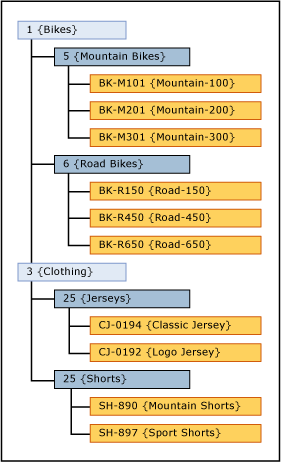 1 {Bikes}
5 {Mountain Bikes}
BK-M101 {Mountain-100}
BK-M201 {Mountain-200}
BK-M301 {Mountain-300}
6 {Road Bikes}
BK-R150 {Road-150}
BK-R450 {Road-450}
BK-R650 {Road-650}
3 {Clothing}
25 {Jerseys}
CJ-0194 {Classic Jersey}
CJ-0192 {Logo Jersey}
25 {Shorts}
SH-890 {Mountain Shorts}
SH-897 {Sport Shorts}